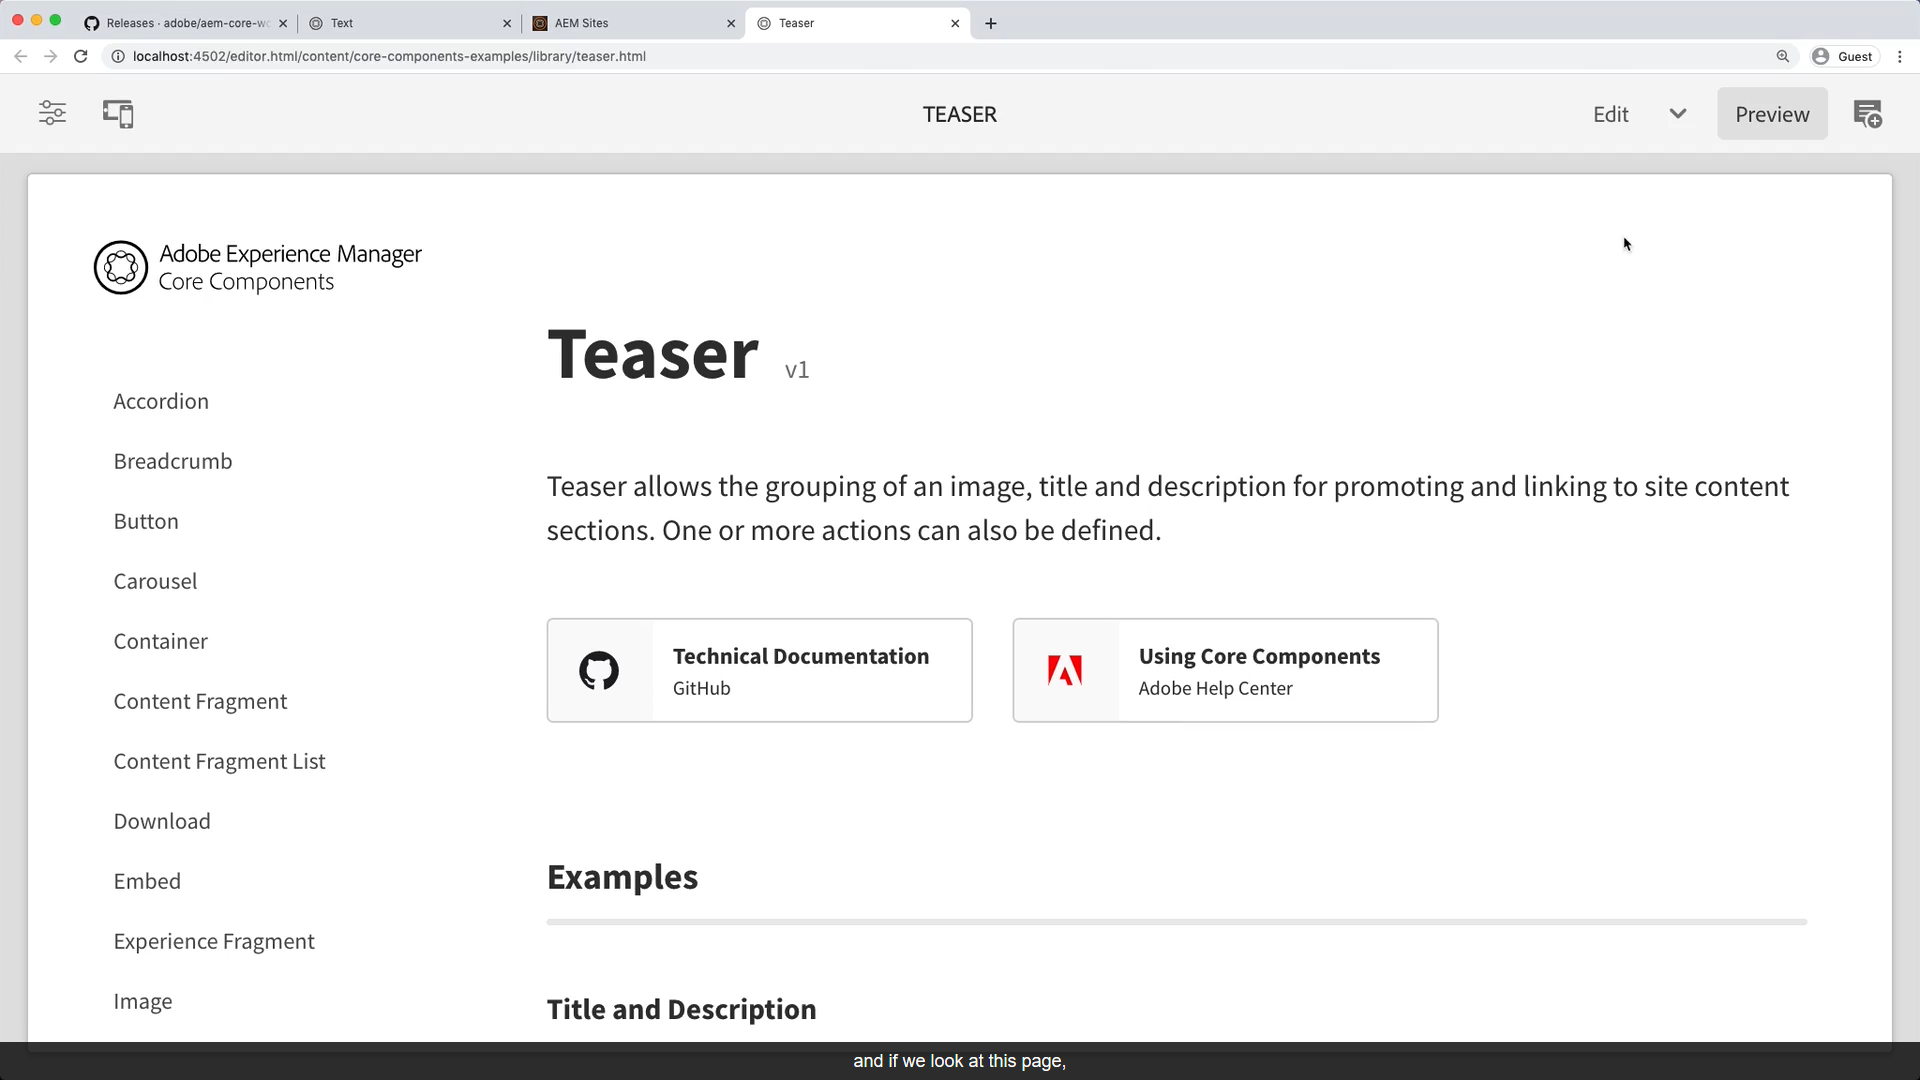 Releases · adobe/aem-core-wc
Text
AEM Sites
Teaser
localhost:4502/editor.html/content/core-components-examples/library/teaser.html
Guest
TEASER
Edit
Preview
Adobe Experience Manager
Core Components
Teaser v1
Accordion
Breadcrumb
Button
Carousel
Container
Content Fragment
Content Fragment List
Download
Embed
Experience Fragment
Image
Teaser allows the grouping of an image, title and description for promoting and linking to site content
sections. One or more actions can also be defined.
Technical Documentation
GitHub
Using Core Components
Adobe Help Center
Examples
Title and Description
and if we look at this page,